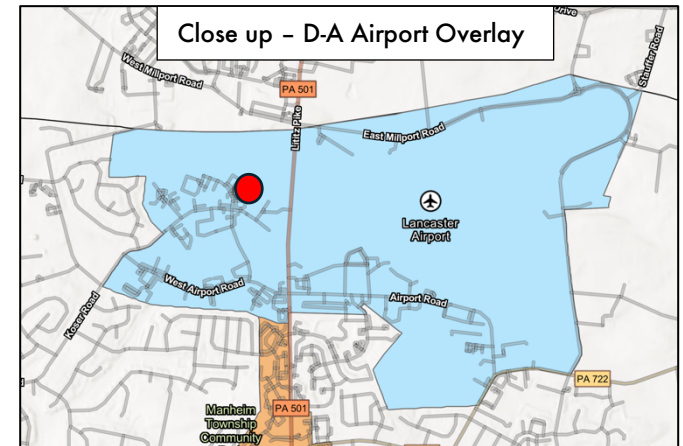 Close up – D-A Airport Overlay
Drive
West Millport Road
Stauffer Road
PA 501
Lititz Pike
East Millport Road
Lancaster
Airport
West Airport Road
Airport Road
Koser Road
PA 722
PA 501
Manheim
Township
Community